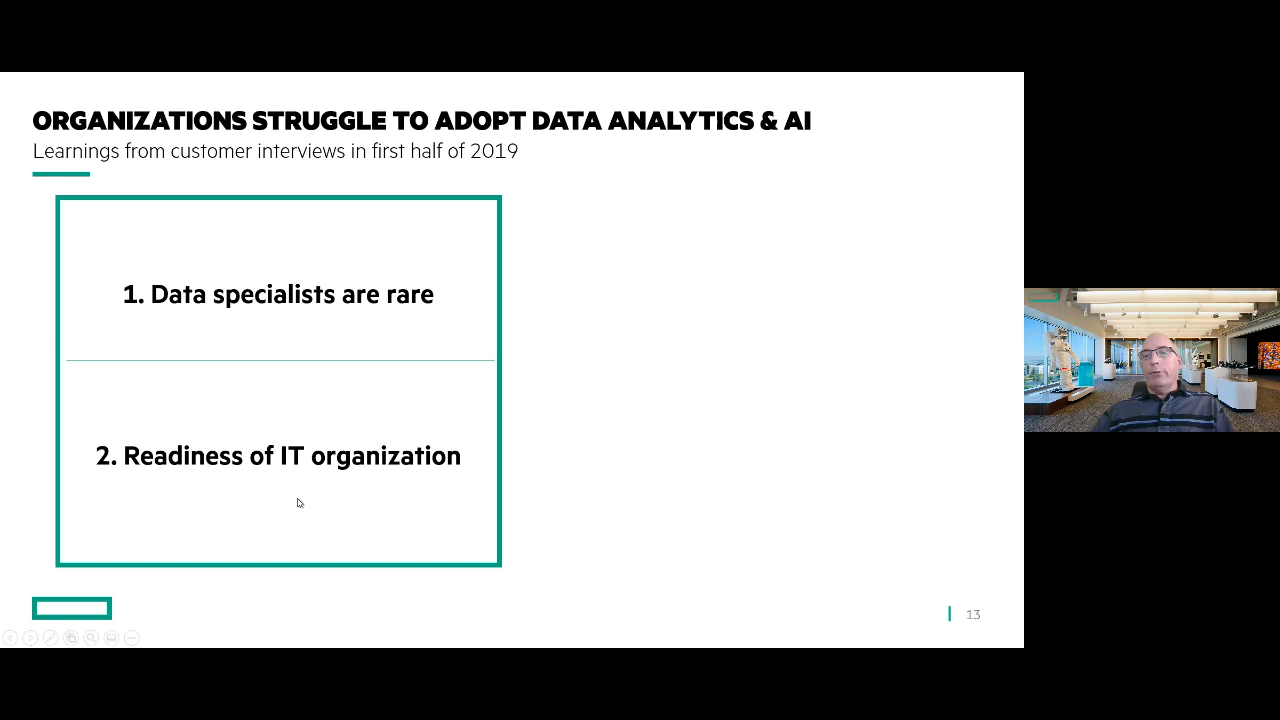 ORGANIZATIONS STRUGGLE TO ADOPT DATA ANALYTICS & AI
Learnings from customer interviews in first half of 2019
1. Data specialists are rare
2. Readiness of IT organization
13